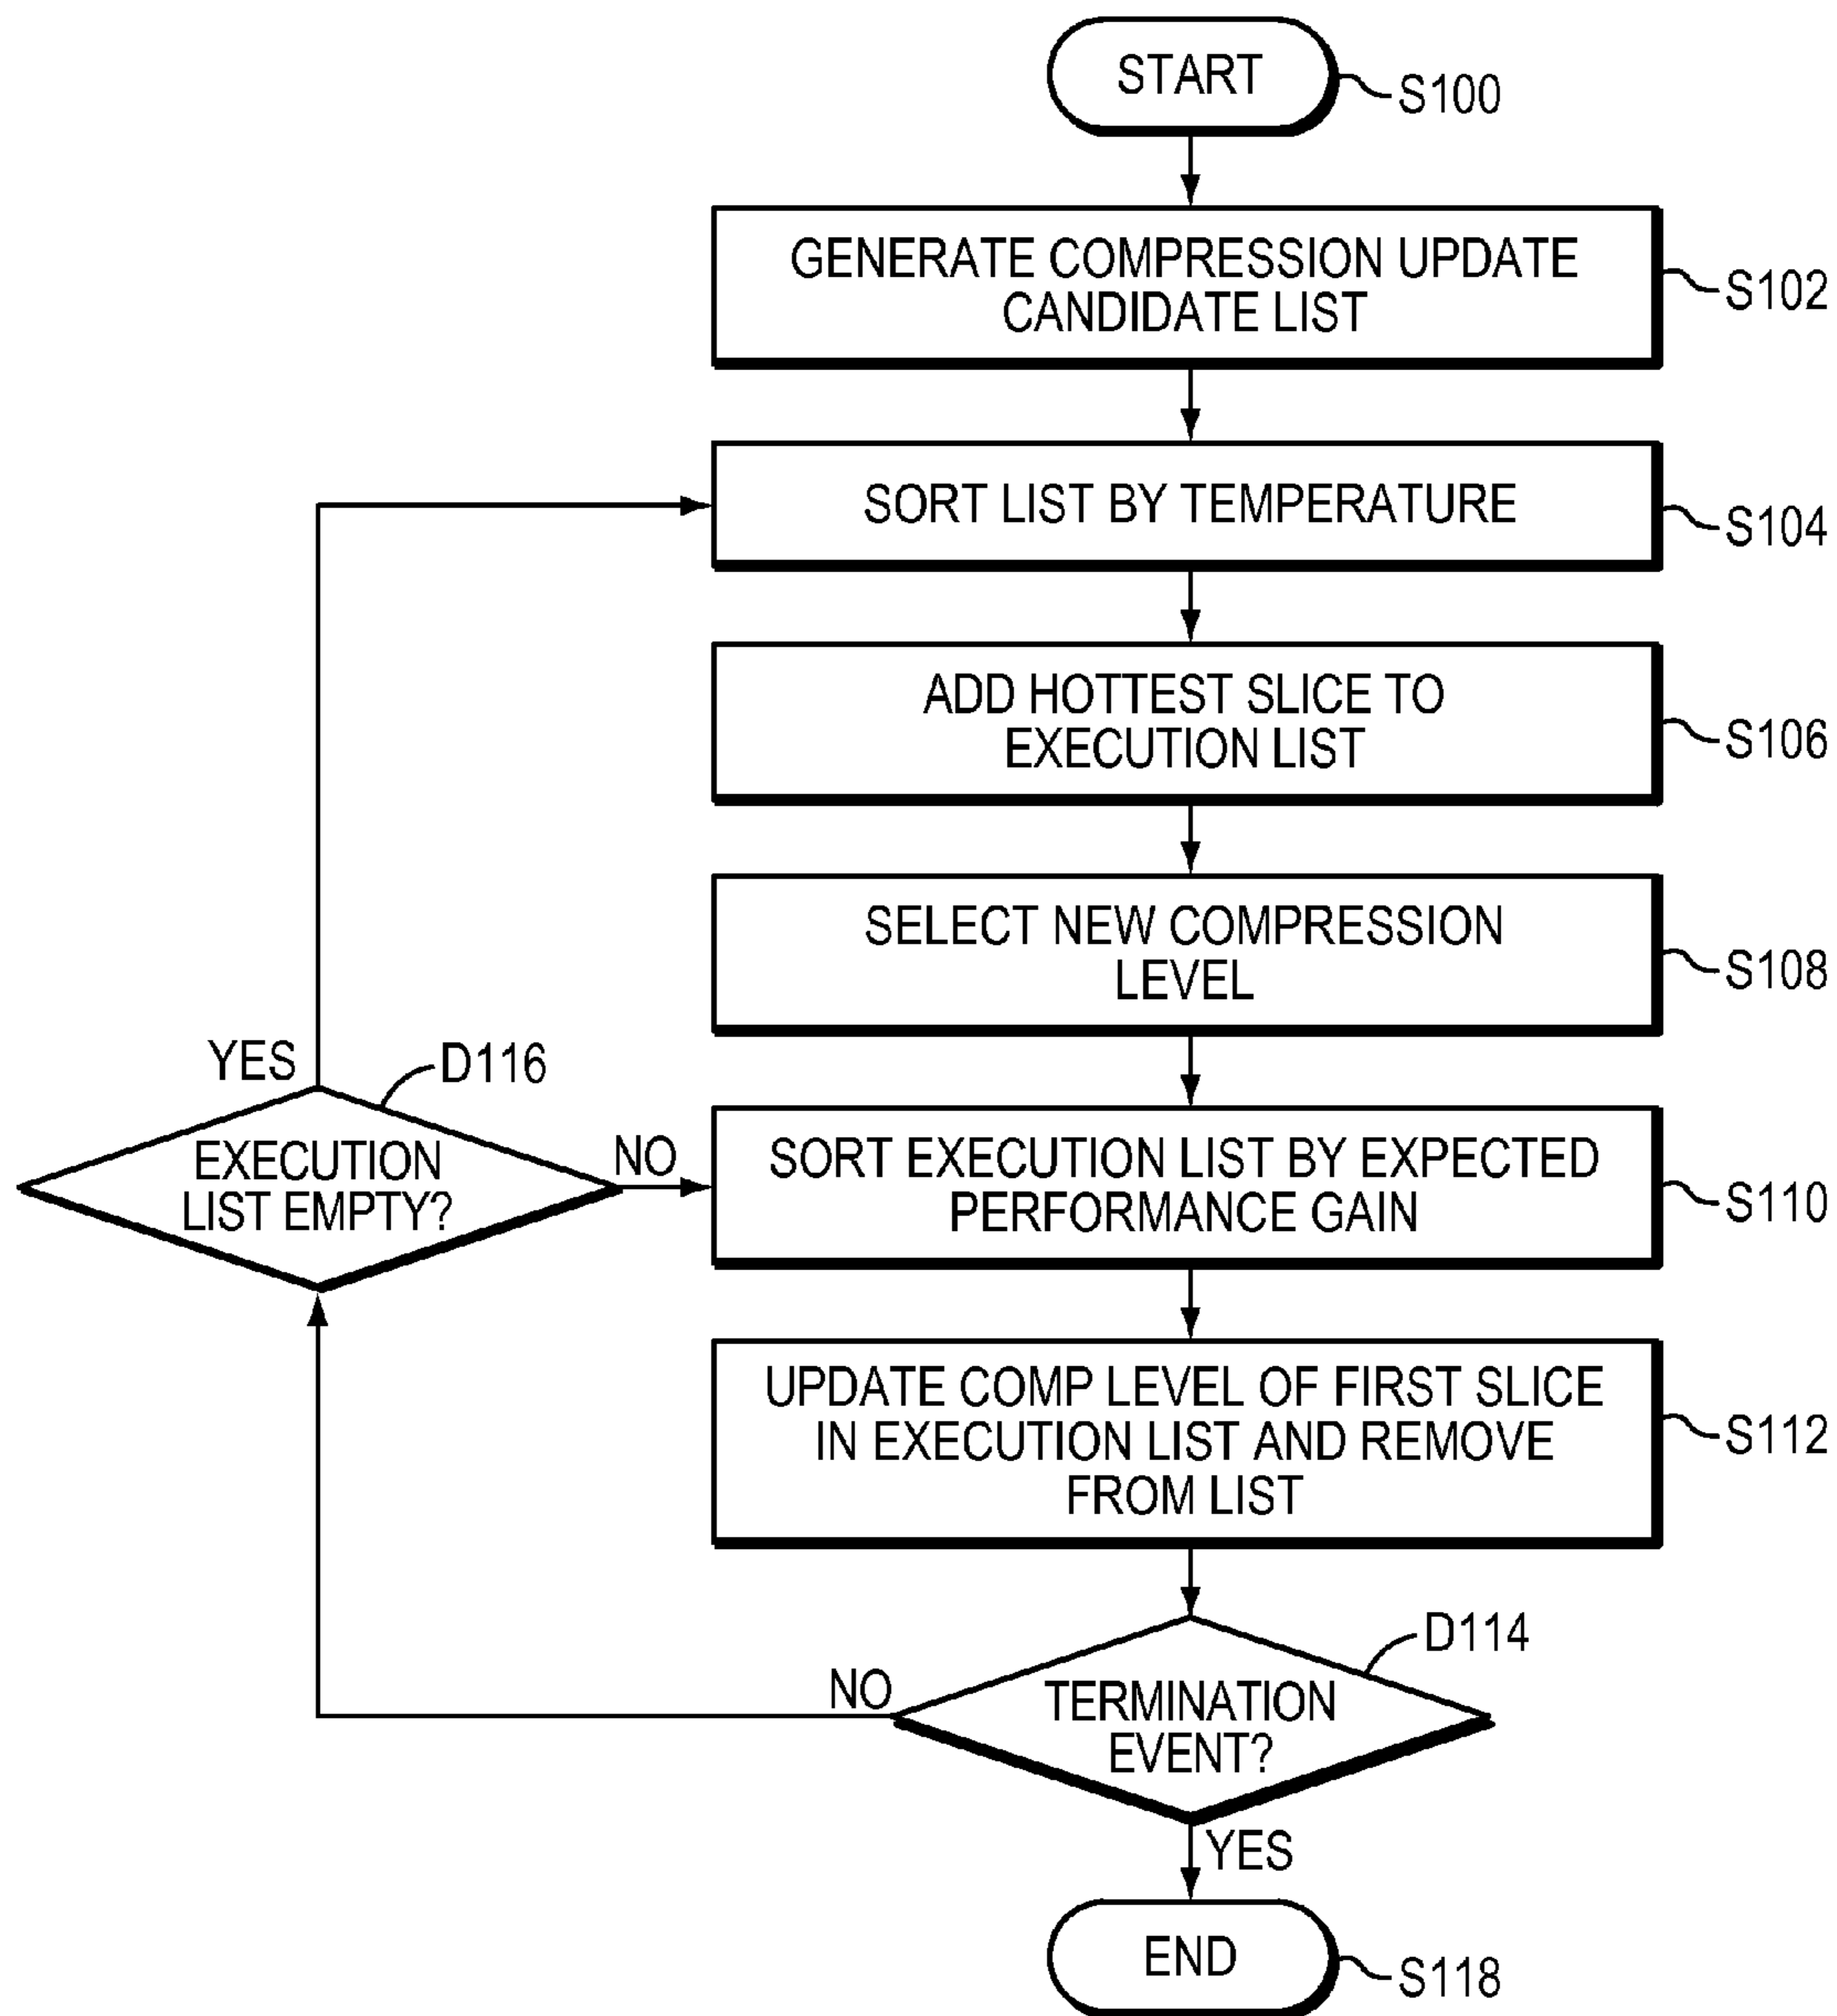 START
S100
GENERATE COMPRESSION UPDATE
CANDIDATE LIST
S102
SORT LIST BY TEMPERATURE
S104
ADD HOTTEST SLICE TO
EXECUTION LIST
S106
SELECT NEW COMPRESSION
LEVEL
S108
YES
D116
EXECUTION
LIST EMPTY?
NO
SORT EXECUTION LIST BY EXPECTED
PERFORMANCE GAIN
S110
UPDATE COMP LEVEL OF FIRST SLICE
IN EXECUTION LIST AND REMOVE
FROM LIST
S112
D114
NO
TERMINATION
EVENT?
YES
END
S118